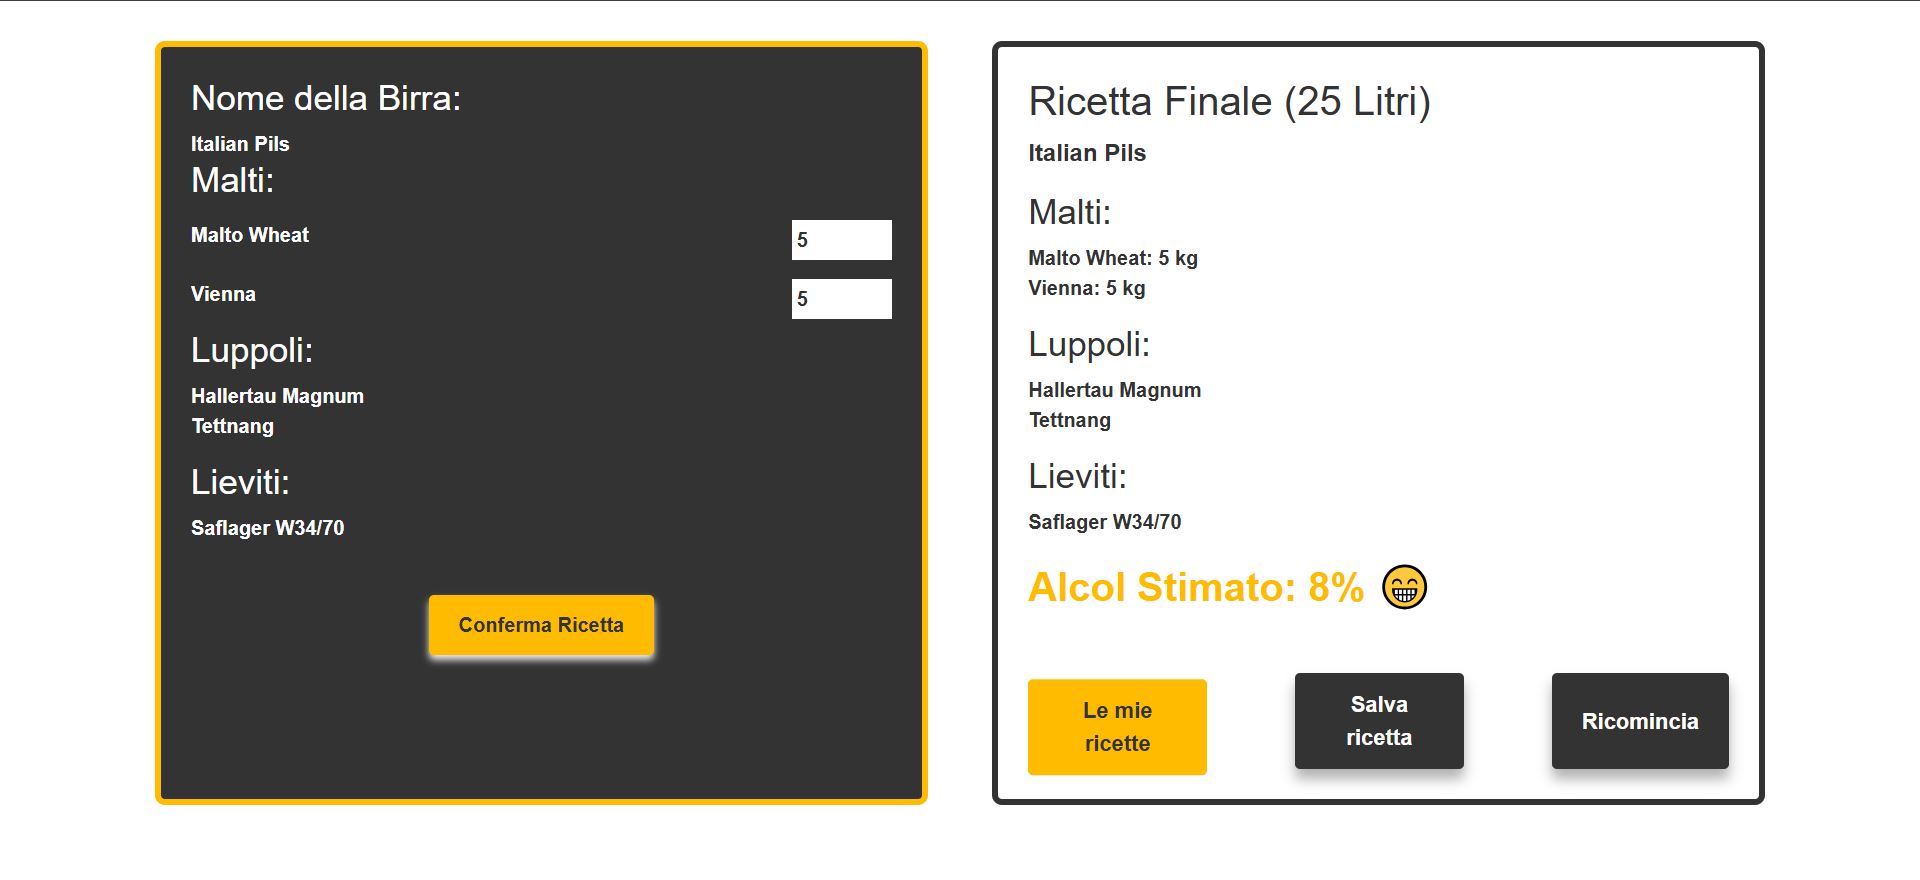 Nome della Birra:
Italian Pils
Malti:
Malto Wheat 5
Vienna 5
Luppoli:
Hallertau Magnum
Tettnang
Lieviti:
Saflager W34/70
Conferma Ricetta
Ricetta Finale (25 Litri)
Italian Pils
Malti:
Malto Wheat: 5 kg
Vienna: 5 kg
Luppoli:
Hallertau Magnum
Tettnang
Lieviti:
Saflager W34/70
Alcol Stimato: 8% 😁
Le mie
ricette
Salva
ricetta
Ricomincia